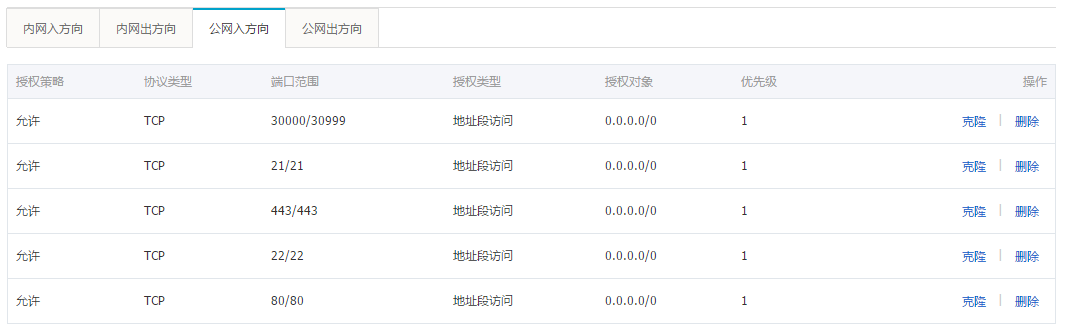 内网入方向 内网出方向 公网入方向 公网出方向
授权策略 协议类型 端口范围 授权类型 授权对象 优先级 操作
允许 TCP 30000/30999 地址段访问 0.0.0.0/0 1 克隆 | 删除
允许 TCP 21/21 地址段访问 0.0.0.0/0 1 克隆 | 删除
允许 TCP 443/443 地址段访问 0.0.0.0/0 1 克隆 | 删除
允许 TCP 22/22 地址段访问 0.0.0.0/0 1 克隆 | 删除
允许 TCP 80/80 地址段访问 0.0.0.0/0 1 克隆 | 删除